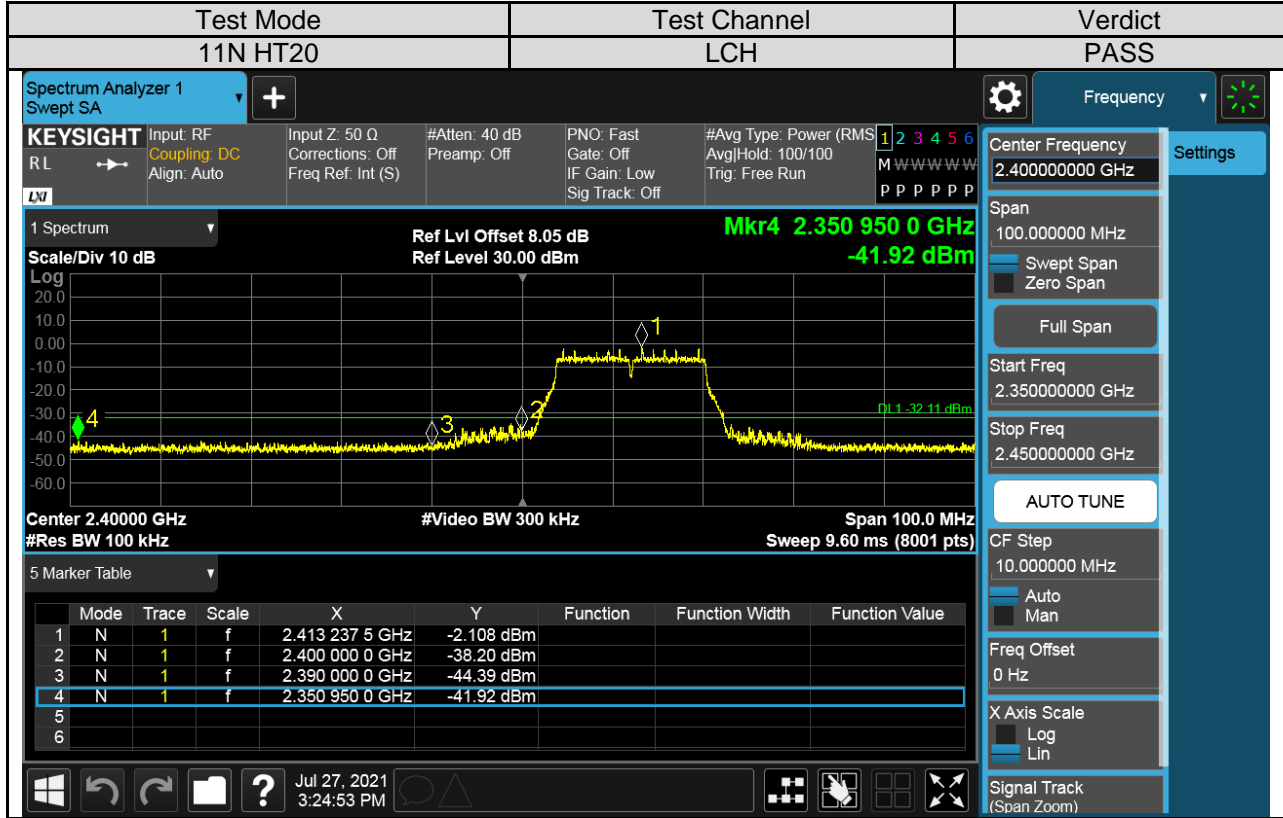 Test Mode Test Channel Verdict
11N HT20 LCH PASS
Spectrum Analyzer 1
Swept SA
Frequency
KEYSIGHT Input: RF Input Z: 50 Ω #Atten: 40 dB PNO: Fast #Avg Type: Power (RMS 1 2 3 4 5 6
R L Coupling: DC Corrections: Off Preamp: Off Gate: Off Avg|Hold: 100/100 M W W W W W
Align: Auto Freq Ref: Int (S) IF Gain: Low Trig: Free Run
LXI Sig Track: Off P P P P P P
1 Spectrum Ref Lvl Offset 8.05 dB Mkr4 2.350 950 0 GHz
Scale/Div 10 dB Ref Level 30.00 dBm -41.92 dBm
Log
20.0
10.0
0.00
-10.0
-20.0
-30.0
-40.0
-50.0
-60.0
1
2
3
4
DL1 -32.11 dBm
Center 2.40000 GHz #Video BW 300 kHz Span 100.0 MHz
#Res BW 100 kHz Sweep 9.60 ms (8001 pts)
5 Marker Table
Mode Trace Scale X Y Function Function Width Function Value
1 N 1 f 2.413 237 5 GHz -2.108 dBm
2 N 1 f 2.400 000 0 GHz -38.20 dBm
3 N 1 f 2.390 000 0 GHz -44.39 dBm
4 N 1 f 2.350 950 0 GHz -41.92 dBm
5
6
Jul 27, 2021
3:24:53 PM
Center Frequency
2.400000000 GHz
Settings
Span
100.000000 MHz
Swept Span
Zero Span
Full Span
Start Freq
2.350000000 GHz
Stop Freq
2.450000000 GHz
AUTO TUNE
CF Step
10.000000 MHz
Auto
Man
Freq Offset
0 Hz
X Axis Scale
Log
Lin
Signal Track
(Span Zoom)